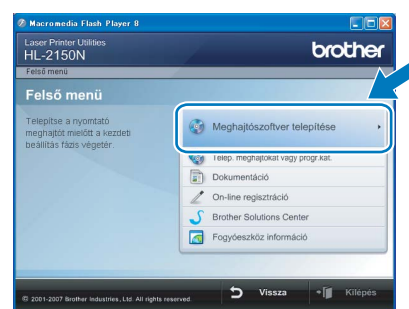 Macromedia Flash Player 8
Laser Printer Utilities
HL-2150N
brother
Felső menü
Felső menü
Telepítse a nyomtató
meghajtót mielőtt a kezdeti
beállítás fázis végetér.
Meghajtószoftver telepítése
Telep. meghajtókat vagy progr.kat.
Dokumentáció
On-line regisztráció
Brother Solutions Center
Fogyóeszköz információ
© 2001-2007 Brother Industries, Ltd. All rights reserved.
Vissza
Kilépés